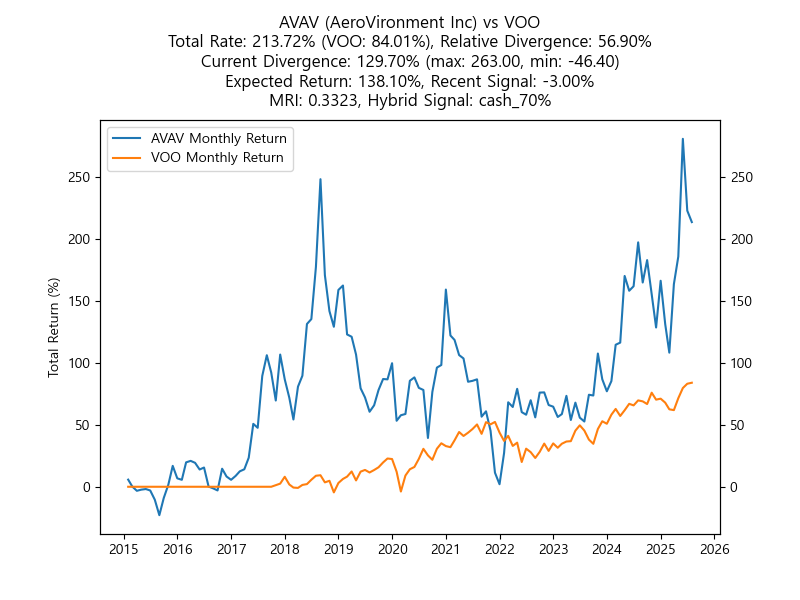 AVAV (AeroVironment Inc) vs VOO
Total Rate: 213.72% (VOO: 84.01%), Relative Divergence: 56.90%
Current Divergence: 129.70% (max: 263.00, min: -46.40)
Expected Return: 138.10%, Recent Signal: -3.00%
MRI: 0.3323, Hybrid Signal: cash_70%
AVAV Monthly Return
VOO Monthly Return
Total Return (%)
250
200
150
100
50
0
250
200
150
100
50
0
2015 2016 2017 2018 2019 2020 2021 2022 2023 2024 2025 2026